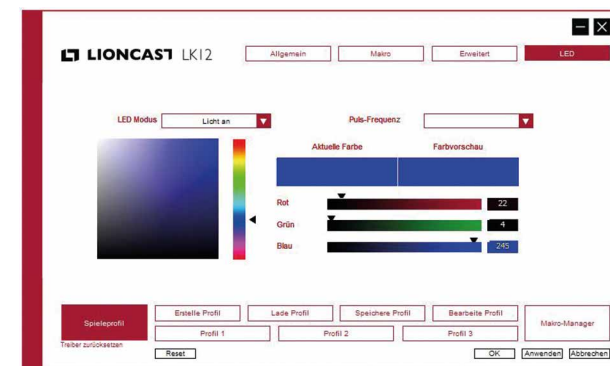 LIONCAST LK12
Allgemein Makro Erweitert LED
LED Modus Licht an Puls-Frequenz
Aktuelle Farbe Farbvorschau
Rot 22
Grün 4
Blau 245
Spieleprofil Erstelle Profil Lade Profil Speichere Profil Bearbeite Profil Makro-Manager
Profil 1 Profil 2 Profil 3
Treiber zurücksetzen
Reset OK Anwenden Abbrechen